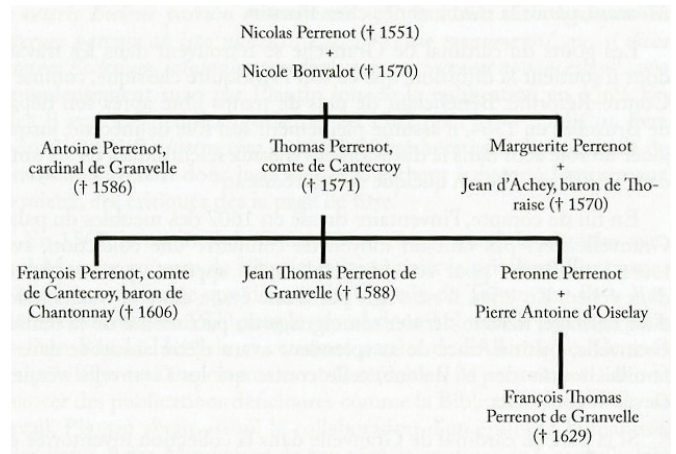 Nicolas Perrenot († 1551)
+
Nicole Bonvalot († 1570)
Antoine Perrenot,
cardinal de Granvelle
(† 1586)
Thomas Perrenot,
comte de Cantecroy
(† 1571)
Marguerite Perrenot
Jean d’Achey, baron de Tho-
raise († 1570)
François Perrenot, comte
de Cantecroy, baron de
Chantonnay († 1606)
Jean Thomas Perrenot de
Granvelle († 1588)
Peronne Perrenot
Pierre Antoine d’Oiselay
François Thomas
Perrenot de Granvelle
(† 1629)